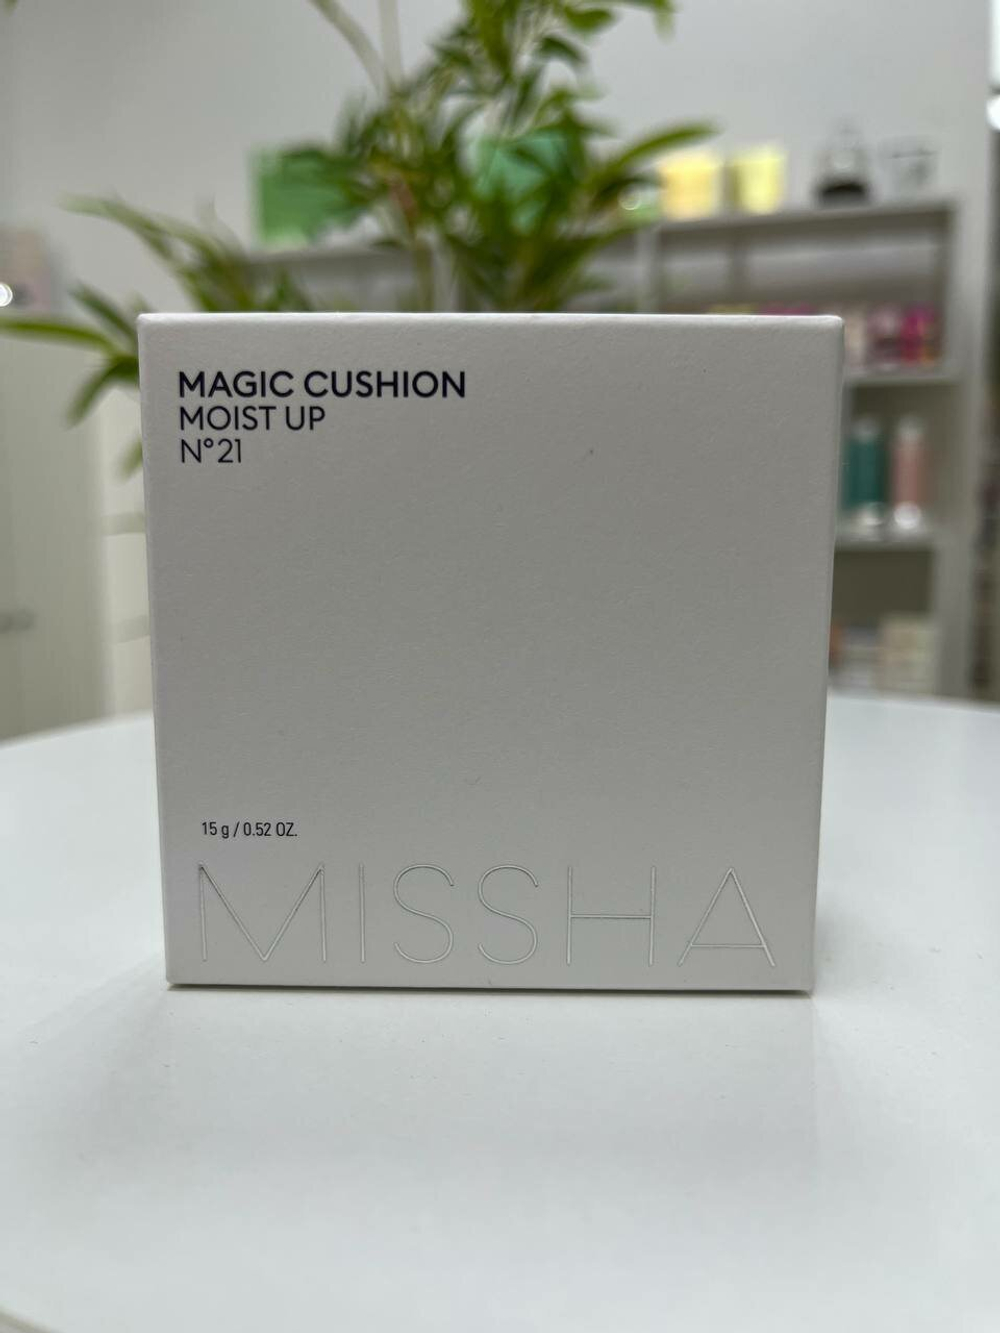 MAGIC CUSHION
MOIST UP
N°21
15 g / 0.52 OZ.
MISSHA